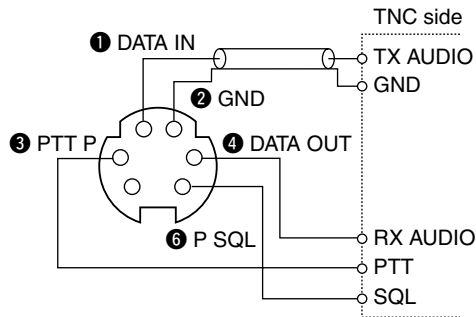 TNC side
❶ DATA IN
TX AUDIO
❷ GND
GND
❸ PTT P
❹ DATA OUT
❻ P SQL
RX AUDIO
PTT
SQL